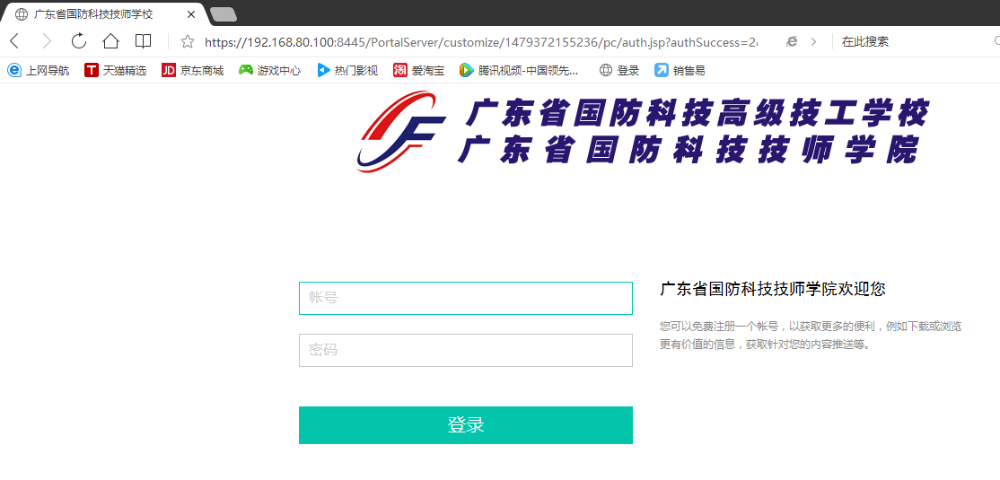 广东省国防科技技师学校
https://192.168.80.100:8445/PortalServer/customize/1479372155236/pc/auth.jsp?authSuccess=2
在此搜索
上网导航 天猫精选 京东商城 游戏中心 热门影视 爱淘宝 腾讯视频-中国领先... 登录 销售易
广东省国防科技高级技工学校
广东省国防科技技师学院
帐号
密码
登录
广东省国防科技技师学院欢迎您
您可以免费注册一个帐号，以获取更多的便利，例如下载或浏览
更有价值的信息，获取针对您的内容推送等。